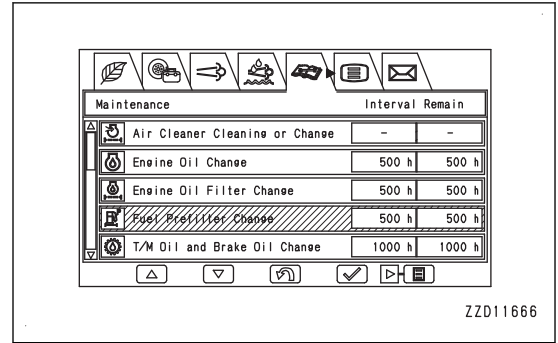 Maintenance Interval Remain
Air Cleaner Cleaning or Change - -
Engine Oil Change 500 h 500 h
Engine Oil Filter Change 500 h 500 h
Fuel Prefilter Change 500 h 500 h
T/M Oil and Brake Oil Change 1000 h 1000 h
ZZD11666